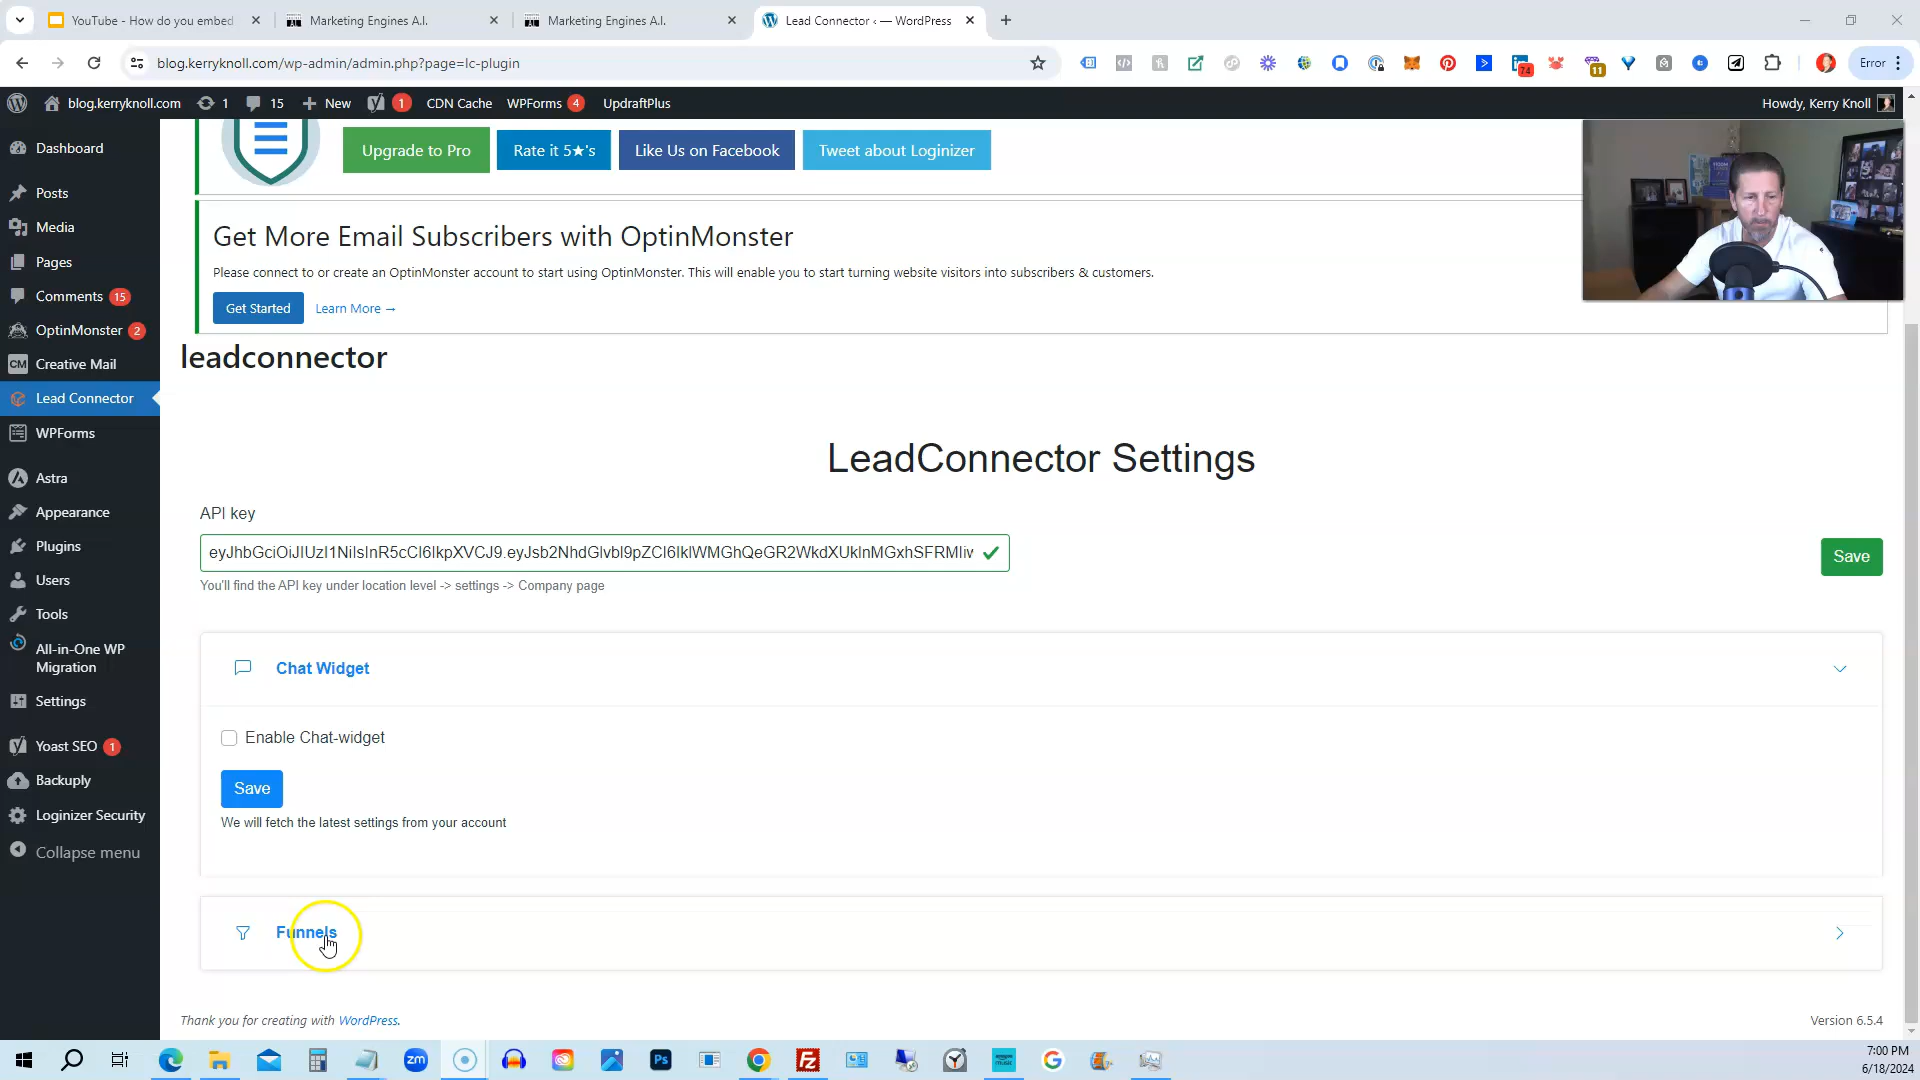 YouTube - How do you embed
Marketing Engines A.I.
Marketing Engines A.I.
Lead Connector ‹ — WordPress
blog.kerryknoll.com/wp-admin/admin.php?page=lc-plugin
74
11
Error
blog.kerryknoll.com
1
15
New
1
CDN Cache
WPForms 4
UpdraftPlus
Howdy, Kerry Knoll
Dashboard
Posts
Media
Pages
Comments 15
OptinMonster 2
CM Creative Mail
Lead Connector
WPForms
Astra
Appearance
Plugins
Users
Tools
All-in-One WP
Migration
Settings
Yoast SEO 1
Backuply
Loginizer Security
Collapse menu
Upgrade to Pro
Rate it 5★'s
Like Us on Facebook
Tweet about Loginizer
Get More Email Subscribers with OptinMonster
Please connect to or create an OptinMonster account to start using OptinMonster. This will enable you to start turning website visitors into subscribers & customers.
Get Started
Learn More →
leadconnector
LeadConnector Settings
API key
Save
You'll find the API key under location level -> settings -> Company page
Chat Widget
Enable Chat-widget
Save
We will fetch the latest settings from your account
Funnels
Thank you for creating with WordPress.
Version 6.5.4
zm
Ps
7:00 PM
6/18/2024